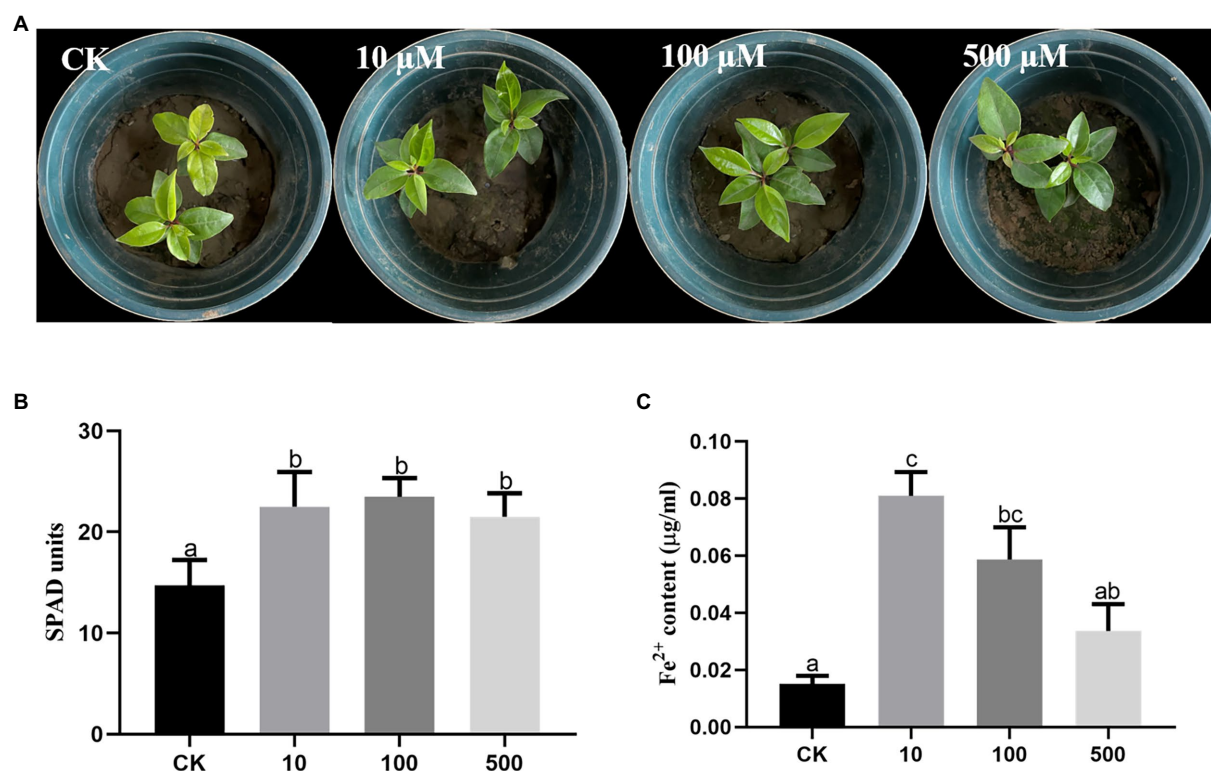 A
CK
10 μM
100 μM
500 μM
B
30
20
10
0
SPAD units
a
b
b
b
CK
10
100
500
C
0.10
0.08
0.06
0.04
0.02
0.00
Fe²⁺ content (μg/ml)
a
c
bc
ab
CK
10
100
500